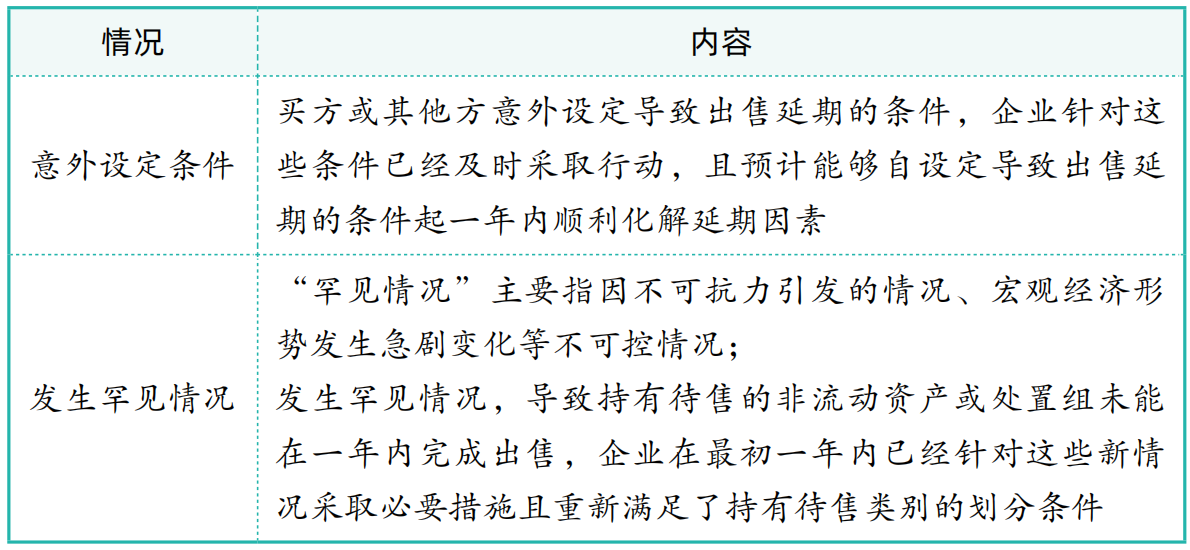 情况
内容
意外设定条件
买方或其他方意外设定导致出售延期的条件，企业针对这
些条件已经及时采取行动，且预计能够自设定导致出售延
期的条件起一年内顺利化解延期因素
发生罕见情况
“罕见情况”主要指因不可抗力引发的情况、宏观经济形
势发生急剧变化等不可控情况；
发生罕见情况，导致持有待售的非流动资产或处置组未能
在一年内完成出售，企业在最初一年内已经针对这些新情
况采取必要措施且重新满足了持有待售类别的划分条件